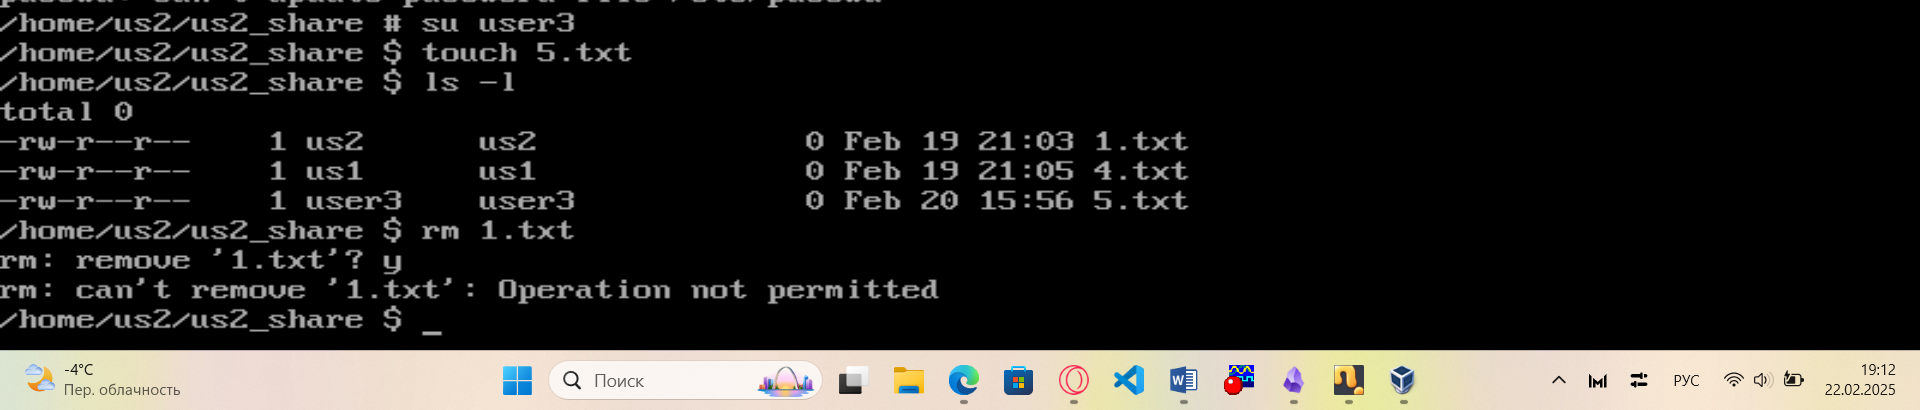 /home/us2/us2_share # su user3
/home/us2/us2_share $ touch 5.txt
/home/us2/us2_share $ ls -l
total 0
-rw-r--r-- 1 us2 us2 0 Feb 19 21:03 1.txt
-rw-r--r-- 1 us1 us1 0 Feb 19 21:05 4.txt
-rw-r--r-- 1 user3 user3 0 Feb 20 15:56 5.txt
/home/us2/us2_share $ rm 1.txt
rm: remove '1.txt'? y
rm: can't remove '1.txt': Operation not permitted
/home/us2/us2_share $ _
-4°C
Пер. облачность
Поиск
РУС
19:12
22.02.2025